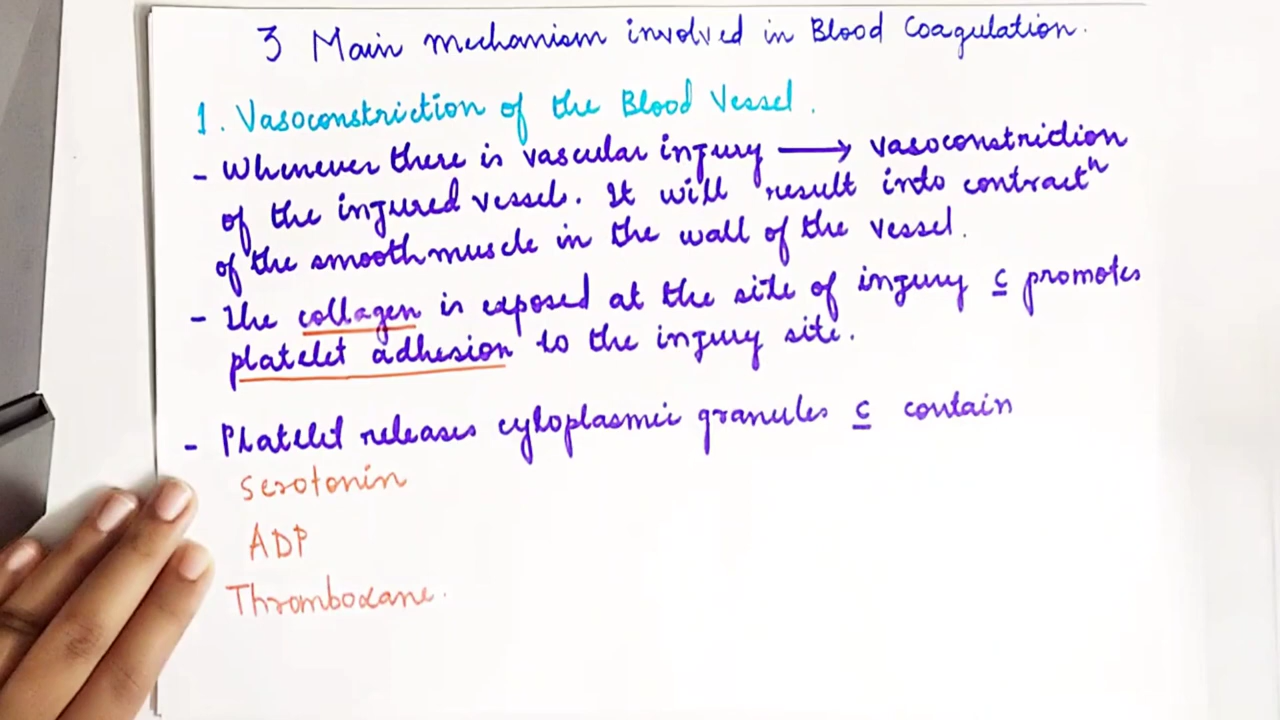 3 Main mechanism involved in Blood Coagulation.
1. Vasoconstriction of the Blood Vessel.
- Whenever there is vascular injury → vasoconstriction
of the injured vessel. It will result into contractⁿ
of the smooth muscle in the wall of the vessel.
- The collagen is exposed at the site of injury c̲ promotes
platelet adhesion to the injury site.
- Platelet releases cytoplasmic granules c̲ contain
Serotonin
ADP
Thromboxane.